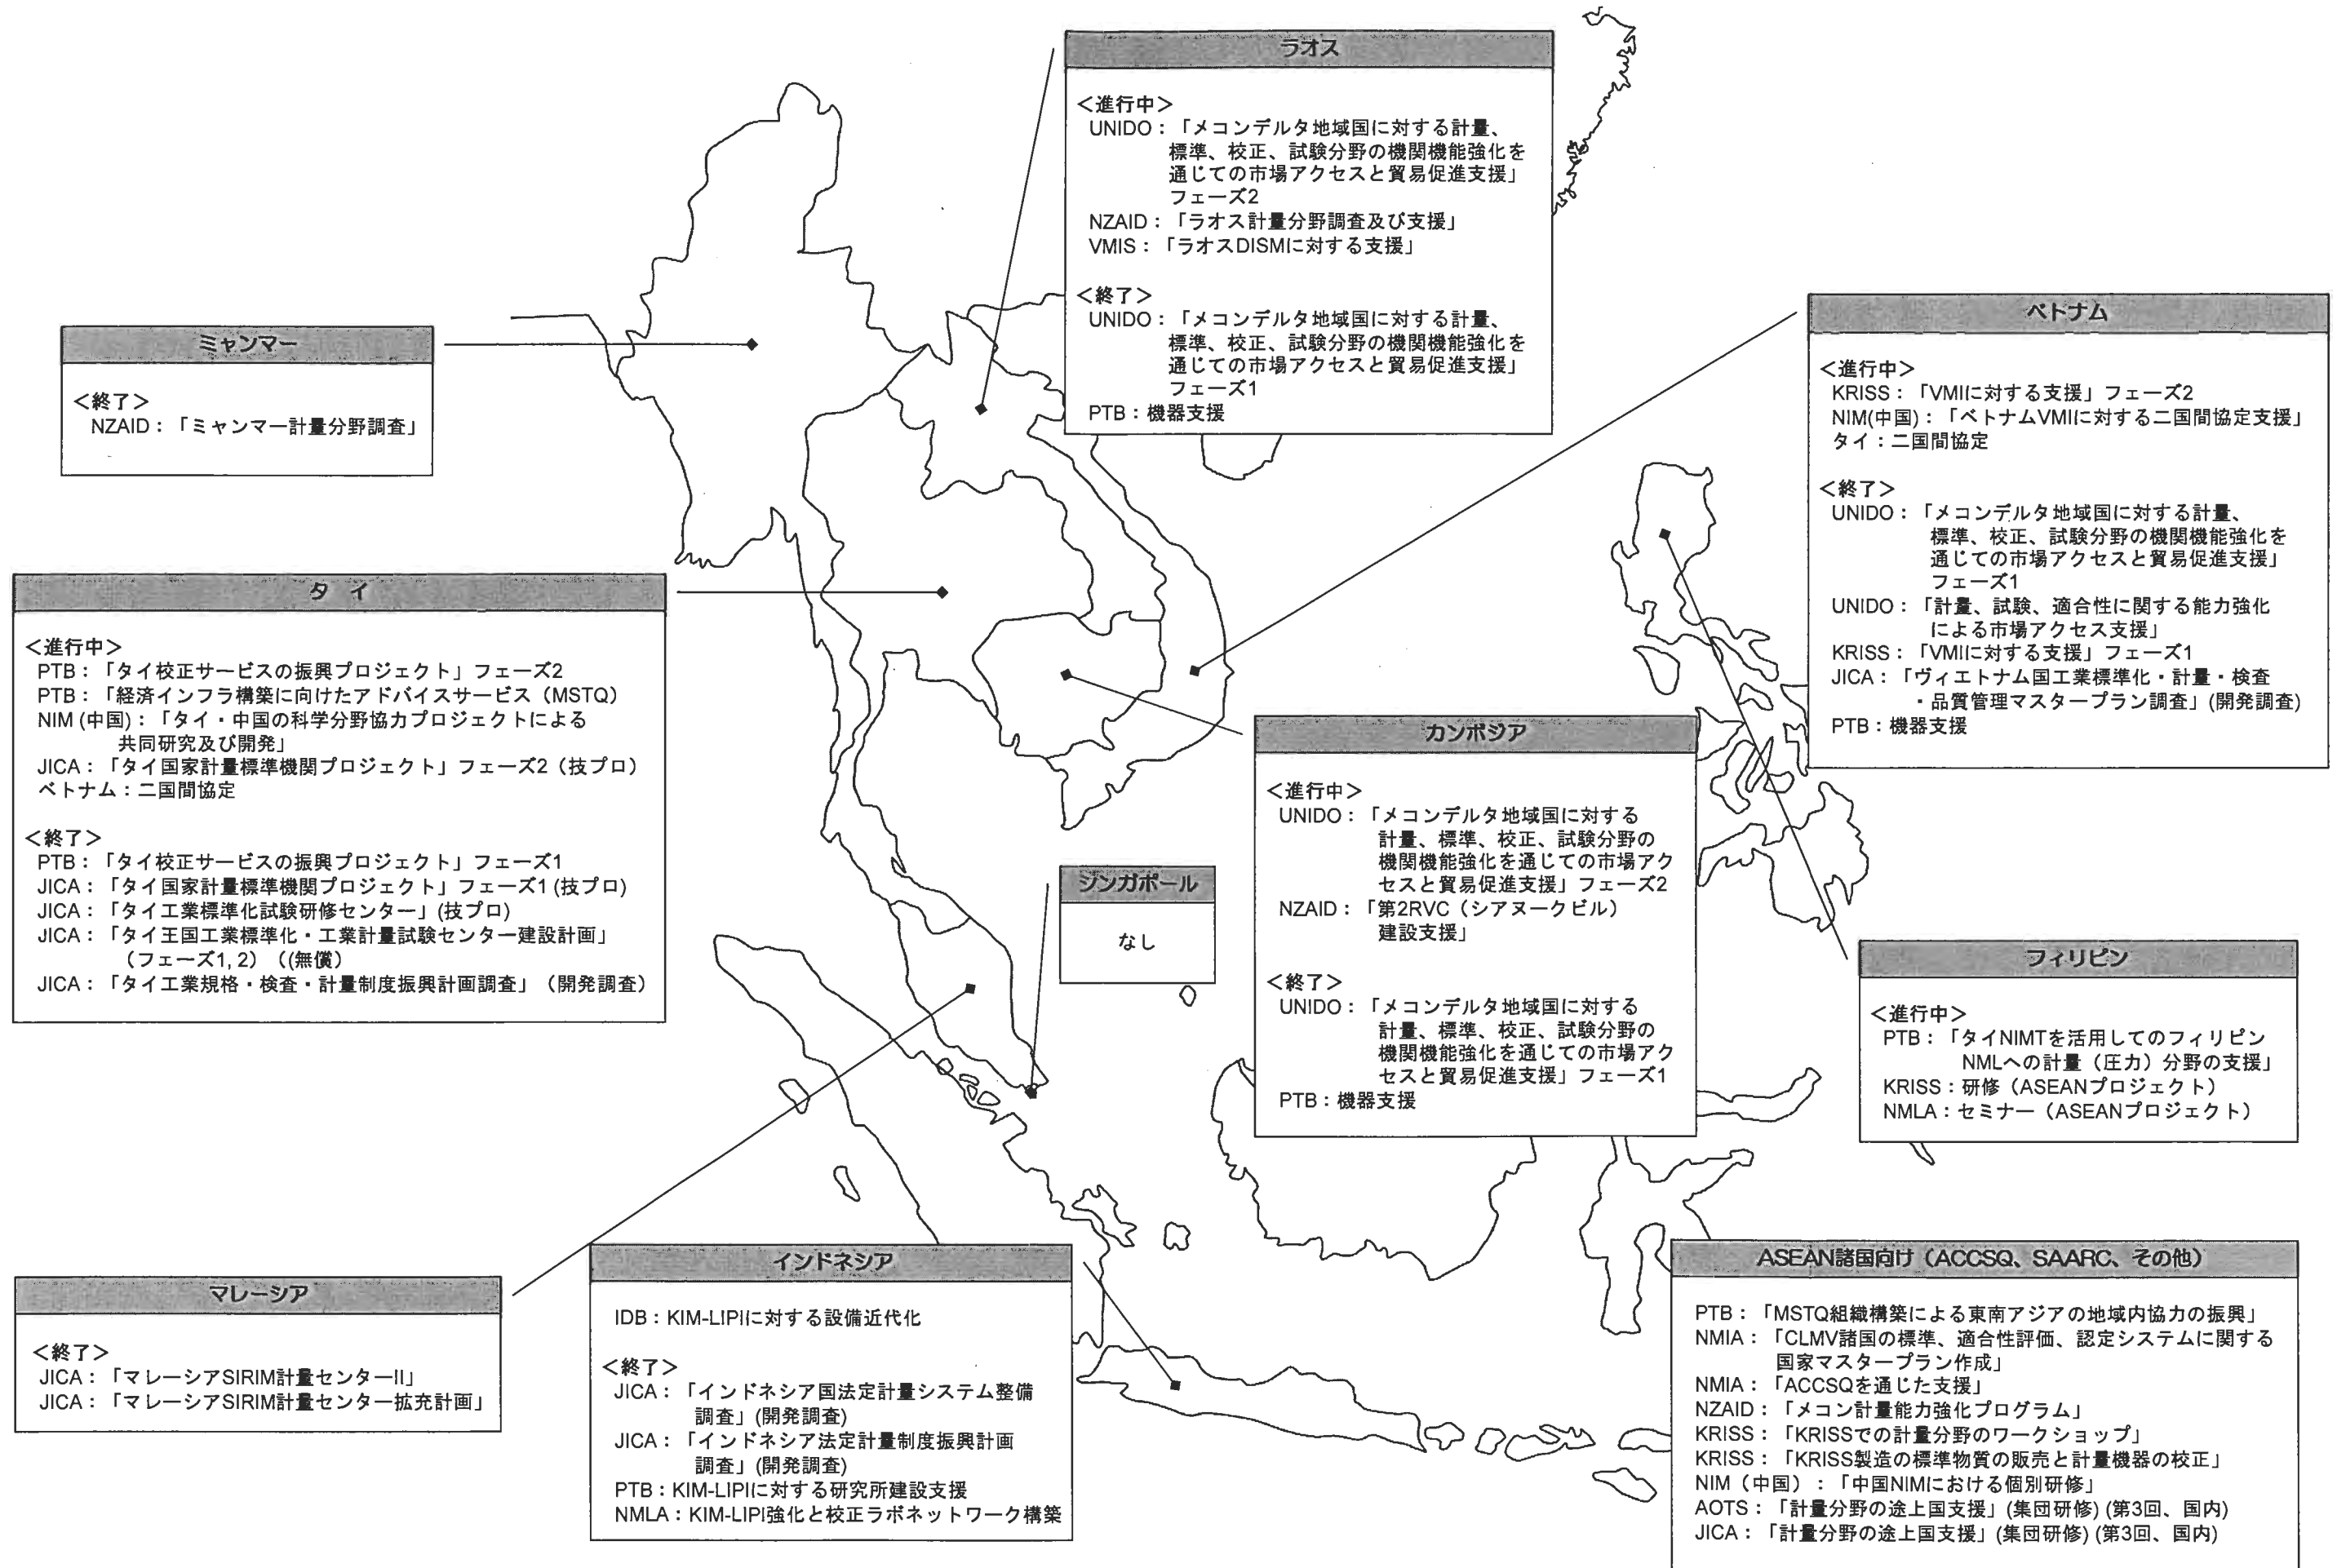 ラオス
＜進行中＞
UNIDO：「メコンデルタ地域国に対する計量、
標準、校正、試験分野の機関機能強化を
通じての市場アクセスと貿易促進支援」
フェーズ2
NZAID：「ラオス計量分野調査及び支援」
VMIS：「ラオスDISMに対する支援」
＜終了＞
UNIDO：「メコンデルタ地域国に対する計量、
標準、校正、試験分野の機関機能強化を
通じての市場アクセスと貿易促進支援」
フェーズ1
PTB：機器支援
ミャンマー
＜終了＞
NZAID：「ミャンマー計量分野調査」
ベトナム
＜進行中＞
KRISS：「VMIに対する支援」フェーズ2
NIM(中国)：「ベトナムVMIに対する二国間協定支援」
タイ：二国間協定
＜終了＞
UNIDO：「メコンデルタ地域国に対する計量、
標準、校正、試験分野の機関機能強化を
通じての市場アクセスと貿易促進支援」
フェーズ1
UNIDO：「計量、試験、適合性に関する能力強化
による市場アクセス支援」
KRISS：「VMIに対する支援」フェーズ1
JICA：「ヴィエトナム国工業標準化・計量・検査
・品質管理マスタープラン調査」(開発調査)
PTB：機器支援
タ イ
＜進行中＞
PTB：「タイ校正サービスの振興プロジェクト」フェーズ2
PTB：「経済インフラ構築に向けたアドバイスサービス（MSTQ）
NIM (中国)：「タイ・中国の科学分野協力プロジェクトによる
共同研究及び開発」
JICA：「タイ国家計量標準機関プロジェクト」フェーズ2（技プロ）
ベトナム：二国間協定
＜終了＞
PTB：「タイ校正サービスの振興プロジェクト」フェーズ1
JICA：「タイ国家計量標準機関プロジェクト」フェーズ1 (技プロ)
JICA：「タイ工業標準化試験研修センター」(技プロ)
JICA：「タイ王国工業標準化・工業計量試験センター建設計画」
（フェーズ1, 2）（(無償）
JICA：「タイ工業規格・検査・計量制度振興計画調査」（開発調査）
カンボジア
＜進行中＞
UNIDO：「メコンデルタ地域国に対する
計量、標準、校正、試験分野の
機関機能強化を通じての市場アク
セスと貿易促進支援」フェーズ2
NZAID：「第2RVC（シアヌークビル）
建設支援」
＜終了＞
UNIDO：「メコンデルタ地域国に対する
計量、標準、校正、試験分野の
機関機能強化を通じての市場アク
セスと貿易促進支援」フェーズ1
PTB：機器支援
シンガポール
なし
フィリピン
＜進行中＞
PTB：「タイNIMTを活用してのフィリピン
NMLへの計量（圧力）分野の支援」
KRISS：研修（ASEANプロジェクト）
NMLA：セミナー（ASEANプロジェクト）
マレーシア
＜終了＞
JICA：「マレーシアSIRIM計量センターII」
JICA：「マレーシアSIRIM計量センター拡充計画」
インドネシア
IDB：KIM-LIPIに対する設備近代化
＜終了＞
JICA：「インドネシア国法定計量システム整備
調査」(開発調査)
JICA：「インドネシア法定計量制度振興計画
調査」(開発調査)
PTB：KIM-LIPIに対する研究所建設支援
NMLA：KIM-LIPI強化と校正ラボネットワーク構築
ASEAN諸国向け（ACCSQ、SAARC、その他）
PTB：「MSTQ組織構築による東南アジアの地域内協力の振興」
NMIA：「CLMV諸国の標準、適合性評価、認定システムに関する
国家マスタープラン作成」
NMIA：「ACCSQを通じた支援」
NZAID：「メコン計量能力強化プログラム」
KRISS：「KRISSでの計量分野のワークショップ」
KRISS：「KRISS製造の標準物質の販売と計量機器の校正」
NIM（中国）：「中国NIMにおける個別研修」
AOTS：「計量分野の途上国支援」(集団研修) (第3回、国内)
JICA：「計量分野の途上国支援」(集団研修) (第3回、国内)